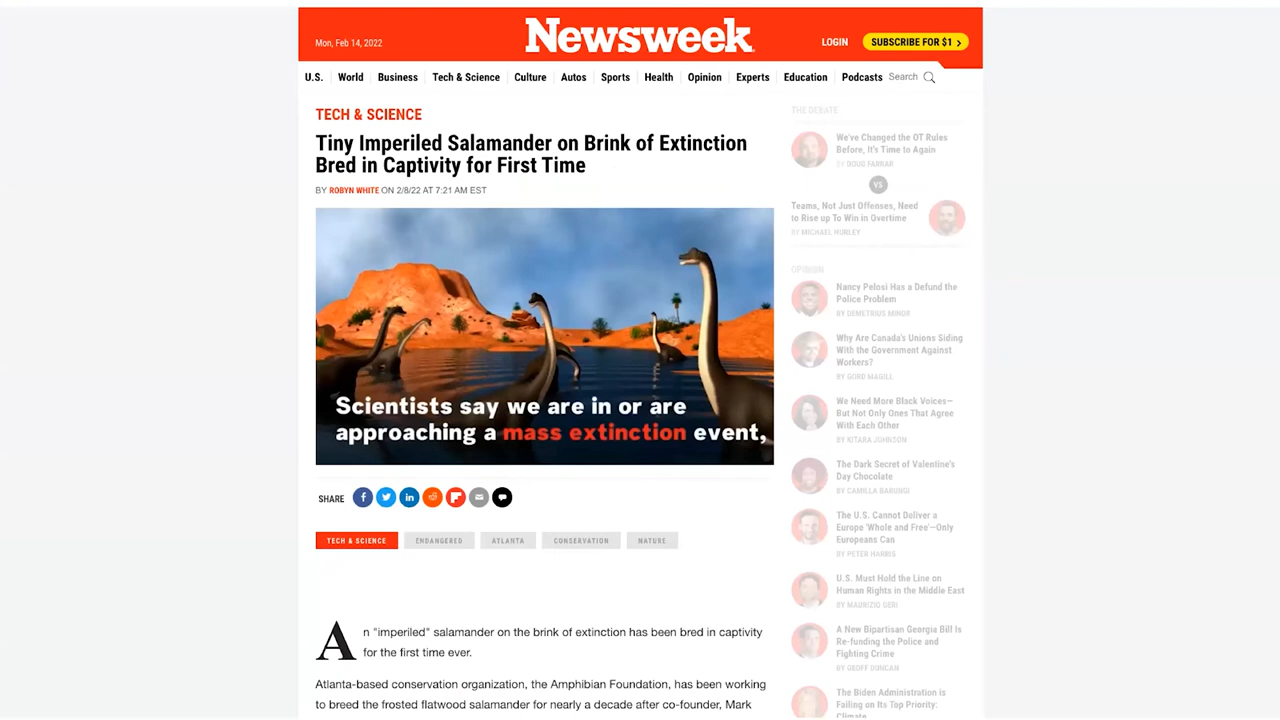 Mon, Feb 14, 2022
Newsweek
LOGIN
SUBSCRIBE FOR $1 >
U.S.
World
Business
Tech & Science
Culture
Autos
Sports
Health
Opinion
Experts
Education
Podcasts
Search
TECH & SCIENCE
Tiny Imperiled Salamander on Brink of Extinction
Bred in Captivity for First Time
BY ROBYN WHITE ON 2/8/22 AT 7:21 AM EST
Scientists say we are in or are
approaching a mass extinction event,
SHARE
TECH & SCIENCE
ENDANGERED
ATLANTA
CONSERVATION
NATURE
An "imperiled" salamander on the brink of extinction has been bred in captivity
for the first time ever.
Atlanta-based conservation organization, the Amphibian Foundation, has been working
to breed the frosted flatwood salamander for nearly a decade after co-founder, Mark
THE DEBATE
We've Changed the OT Rules
Before, It's Time to Again
BY DOUG FARRAR
VS
Teams, Not Just Offenses, Need
to Rise up To Win in Overtime
BY MICHAEL HURLEY
OPINION
Nancy Pelosi Has a Defund the
Police Problem
BY DEMETRIUS MINOR
Why Are Canada's Unions Siding
With the Government Against
Workers?
BY GORD MAGILL
We Need More Black Voices—
But Not Only Ones That Agree
With Each Other
BY KITARA JOHNSON
The Dark Secret of Valentine's
Day Chocolate
BY CAMILLA BARUNGI
The U.S. Cannot Deliver a
Europe 'Whole and Free'—Only
Europeans Can
BY PETER HARRIS
U.S. Must Hold the Line on
Human Rights in the Middle East
BY MAURIZIO GERI
A New Bipartisan Georgia Bill Is
Re-funding the Police and
Fighting Crime
BY GEOFF DUNCAN
The Biden Administration is
Failing on Its Top Priority:
Climate